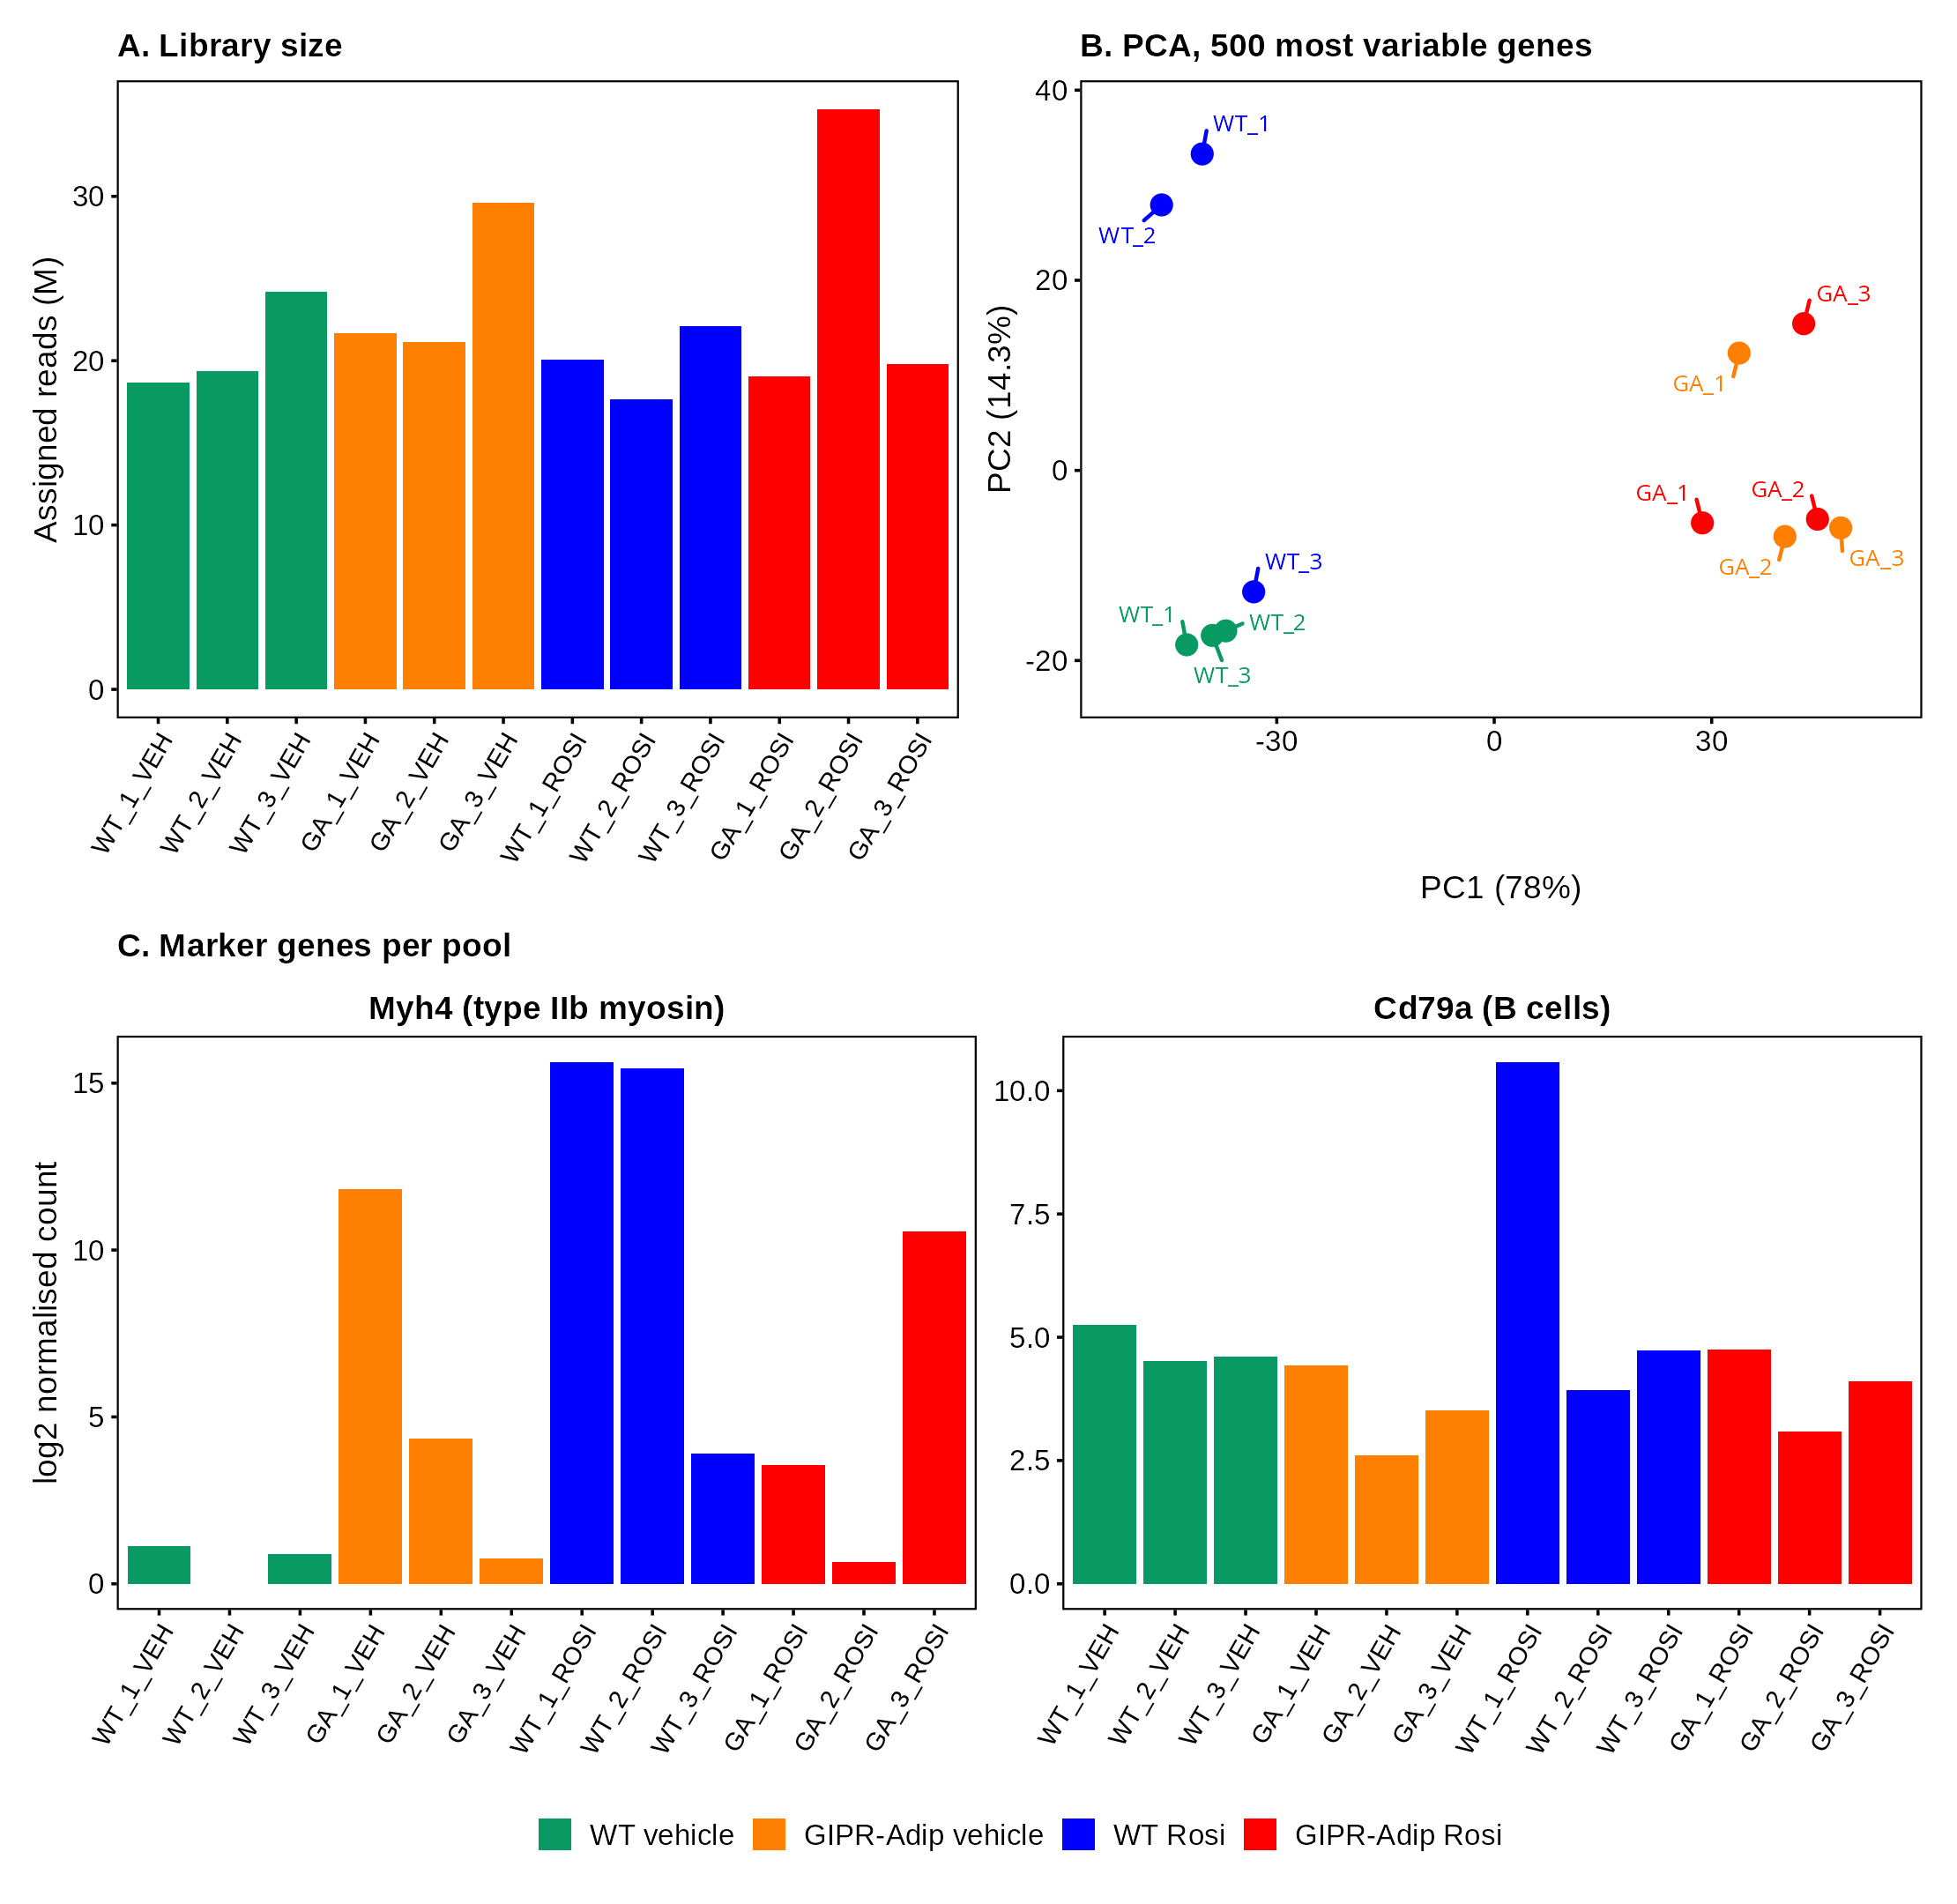 A. Library size
Assigned reads (M)
30
20
10
0
WT_1_VEH
WT_2_VEH
WT_3_VEH
GA_1_VEH
GA_2_VEH
GA_3_VEH
WT_1_ROSI
WT_2_ROSI
WT_3_ROSI
GA_1_ROSI
GA_2_ROSI
GA_3_ROSI
B. PCA, 500 most variable genes
PC2 (14.3%)
40
20
0
-20
WT_1
WT_2
GA_3
GA_1
GA_1
GA_2
GA_2
GA_3
WT_3
WT_1
WT_2
WT_3
-30
0
30
PC1 (78%)
C. Marker genes per pool
Myh4 (type IIb myosin)
log2 normalised count
15
10
5
0
WT_1_VEH
WT_2_VEH
WT_3_VEH
GA_1_VEH
GA_2_VEH
GA_3_VEH
WT_1_ROSI
WT_2_ROSI
WT_3_ROSI
GA_1_ROSI
GA_2_ROSI
GA_3_ROSI
Cd79a (B cells)
10.0
7.5
5.0
2.5
0.0
WT_1_VEH
WT_2_VEH
WT_3_VEH
GA_1_VEH
GA_2_VEH
GA_3_VEH
WT_1_ROSI
WT_2_ROSI
WT_3_ROSI
GA_1_ROSI
GA_2_ROSI
GA_3_ROSI
WT vehicle
GIPR-Adip vehicle
WT Rosi
GIPR-Adip Rosi